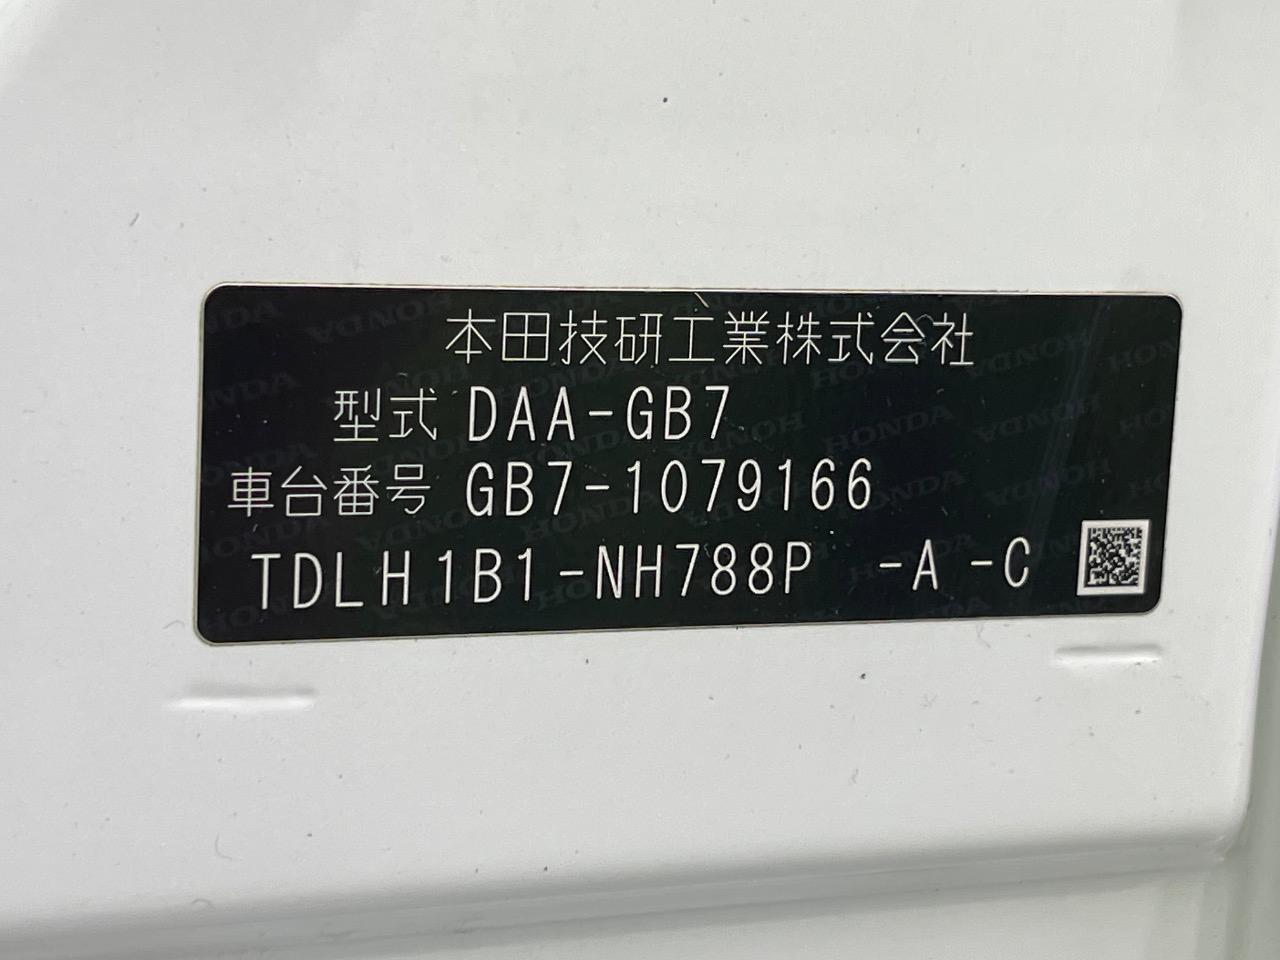 本田技研工業株式会社
型式 DAA-GB7
車台番号 GB7-1079166
TDLH1B1-NH788P -A -C